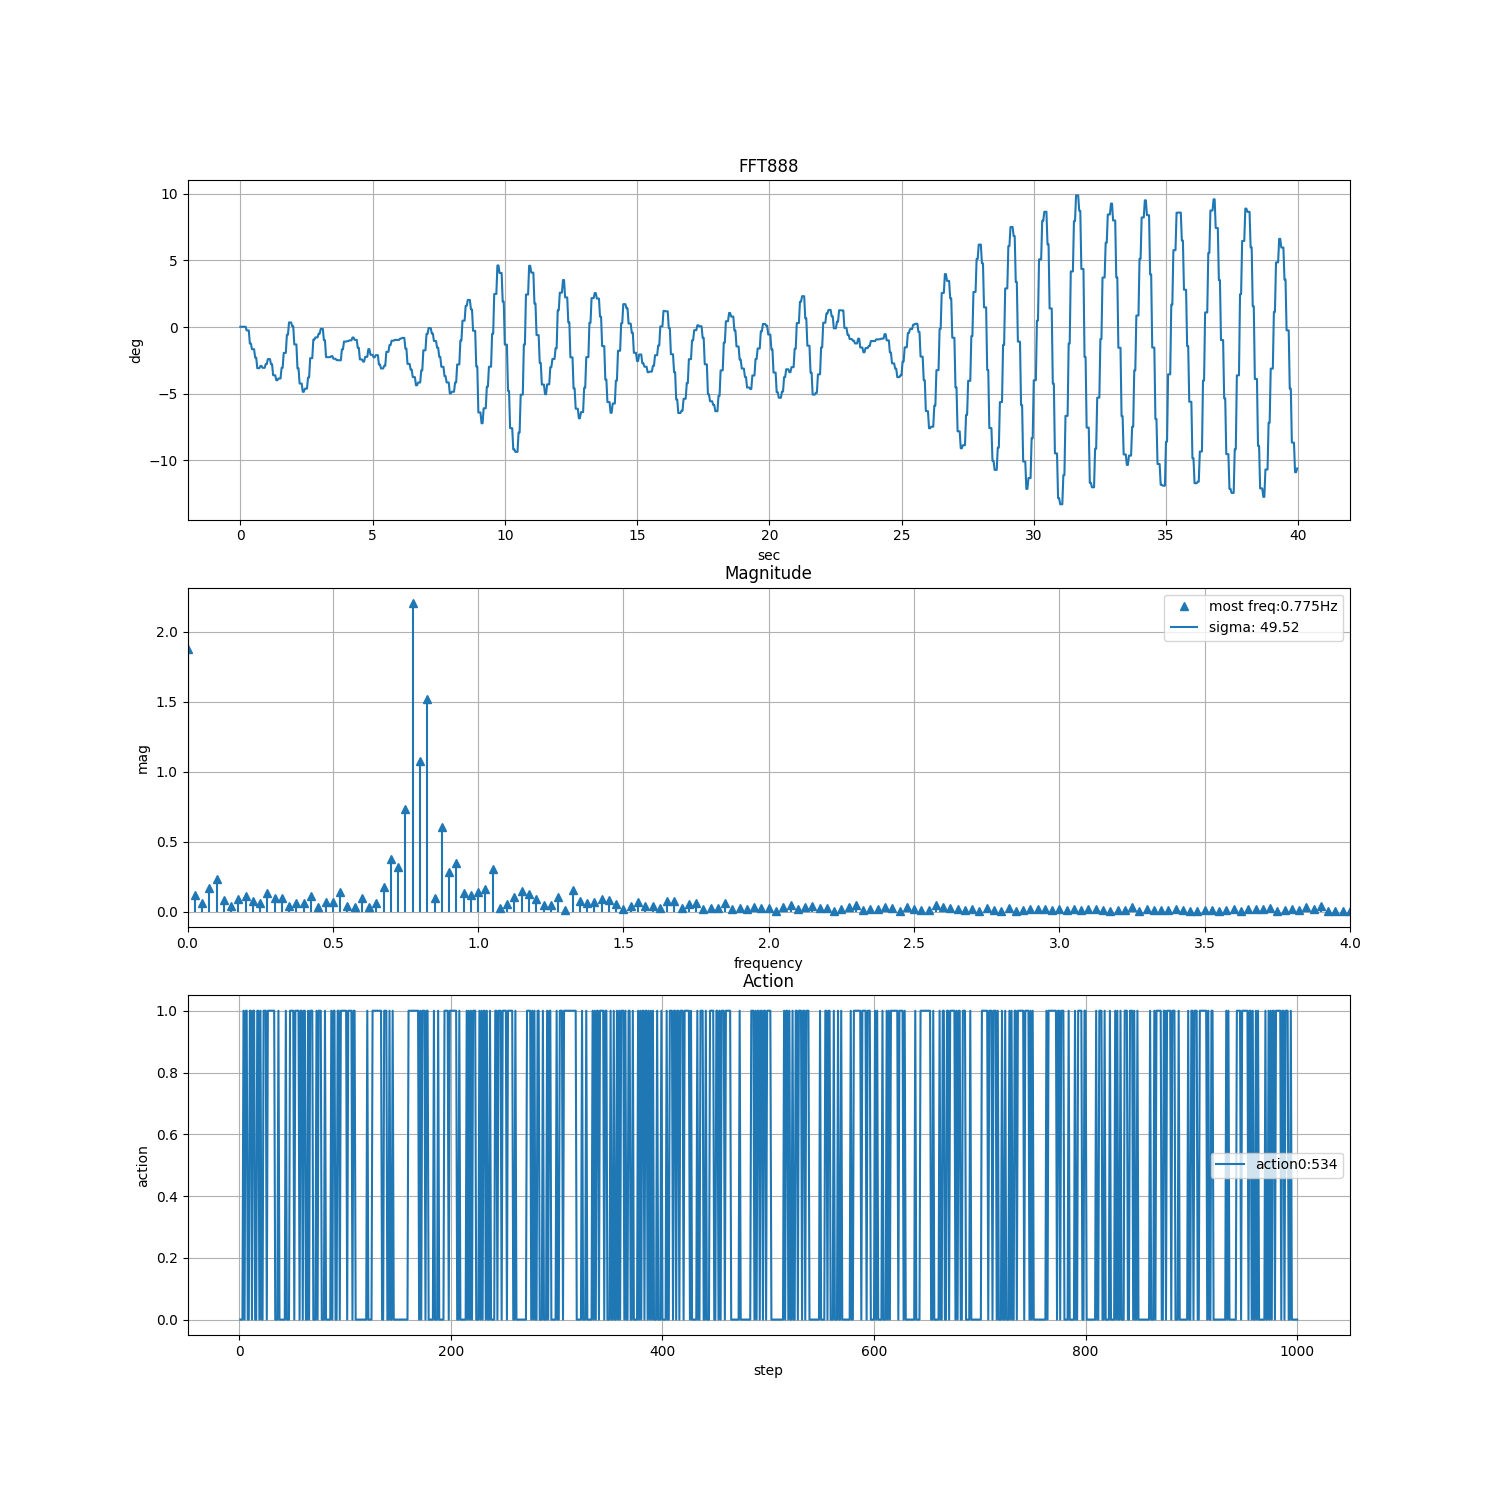 FFT888
10
5
0
−5
−10
deg
0 5 10 15 20 25 30 35 40
sec
Magnitude
most freq:0.775Hz
sigma: 49.52
2.0
1.5
1.0
0.5
0.0
mag
0.0 0.5 1.0 1.5 2.0 2.5 3.0 3.5 4.0
frequency
Action
1.0
0.8
0.6
0.4
0.2
0.0
action
action0:534
0 200 400 600 800 1000
step